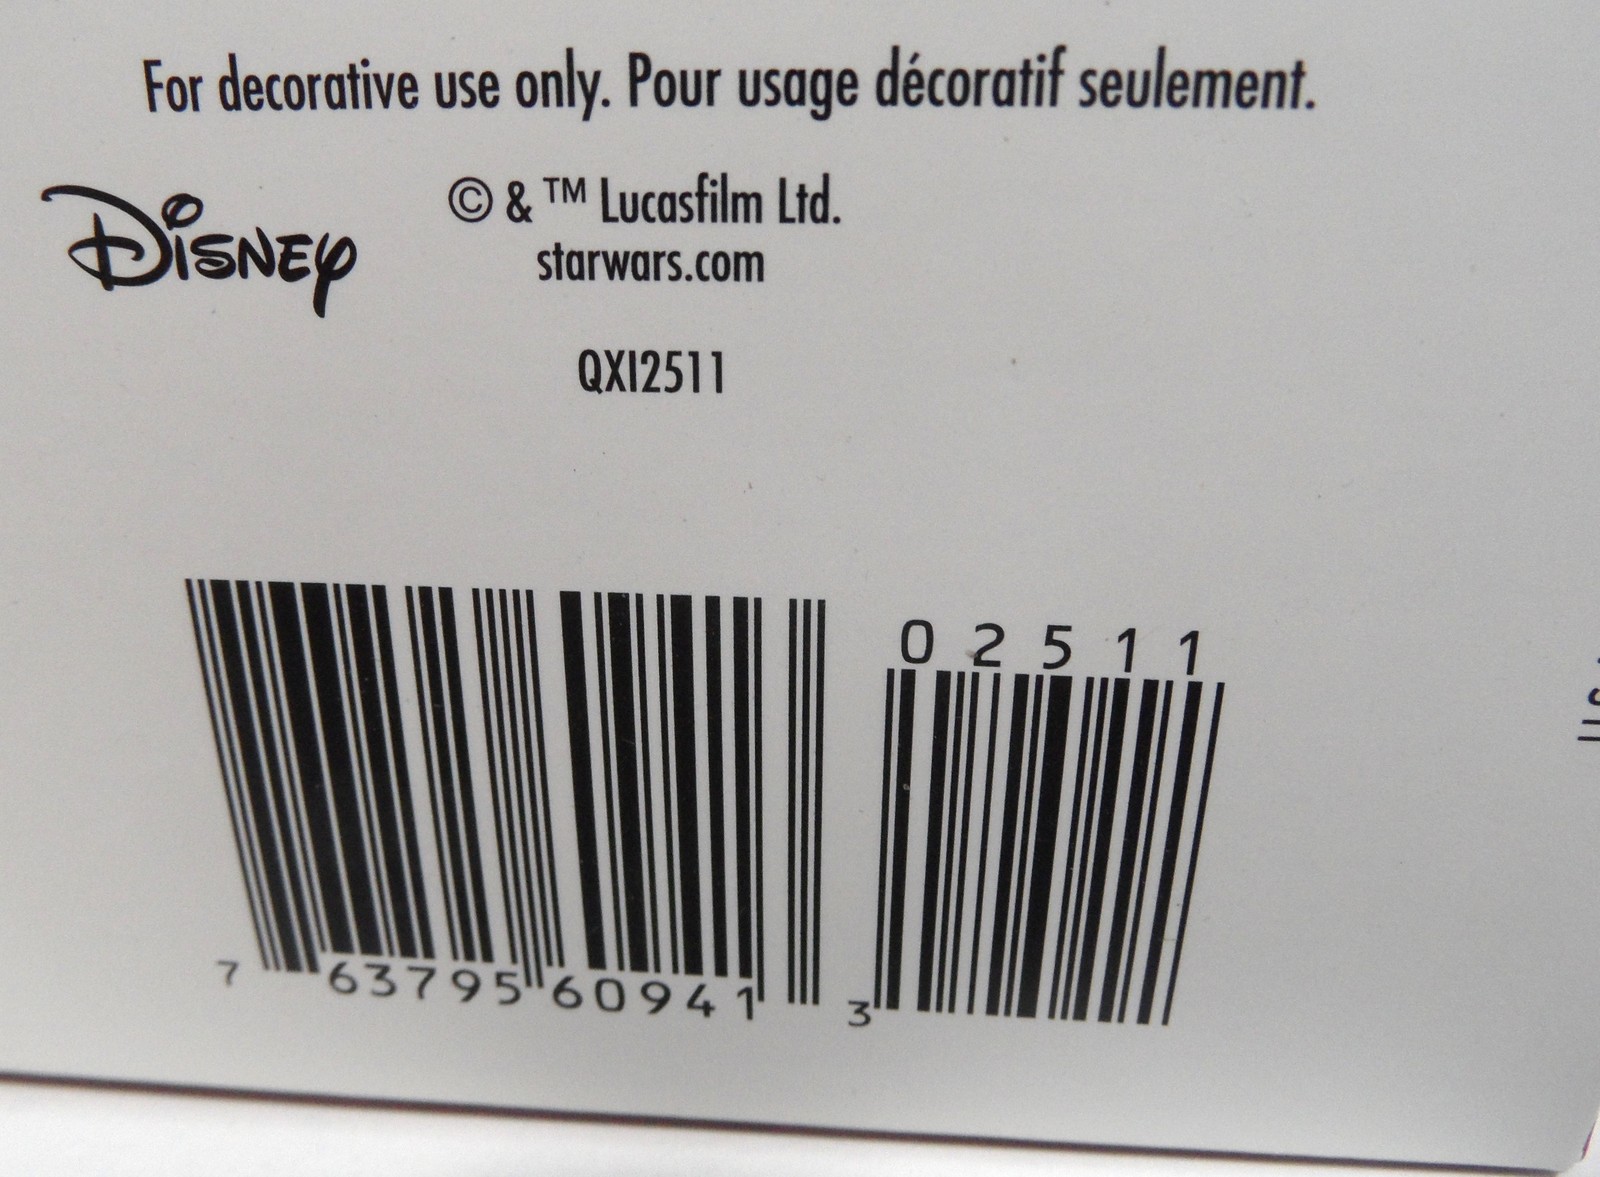 For decorative use only. Pour usage décoratif seulement.
Disney
© & ™ Lucasfilm Ltd.
starwars.com
QXI2511
0 2 5 1 1
7 63795 60941 3